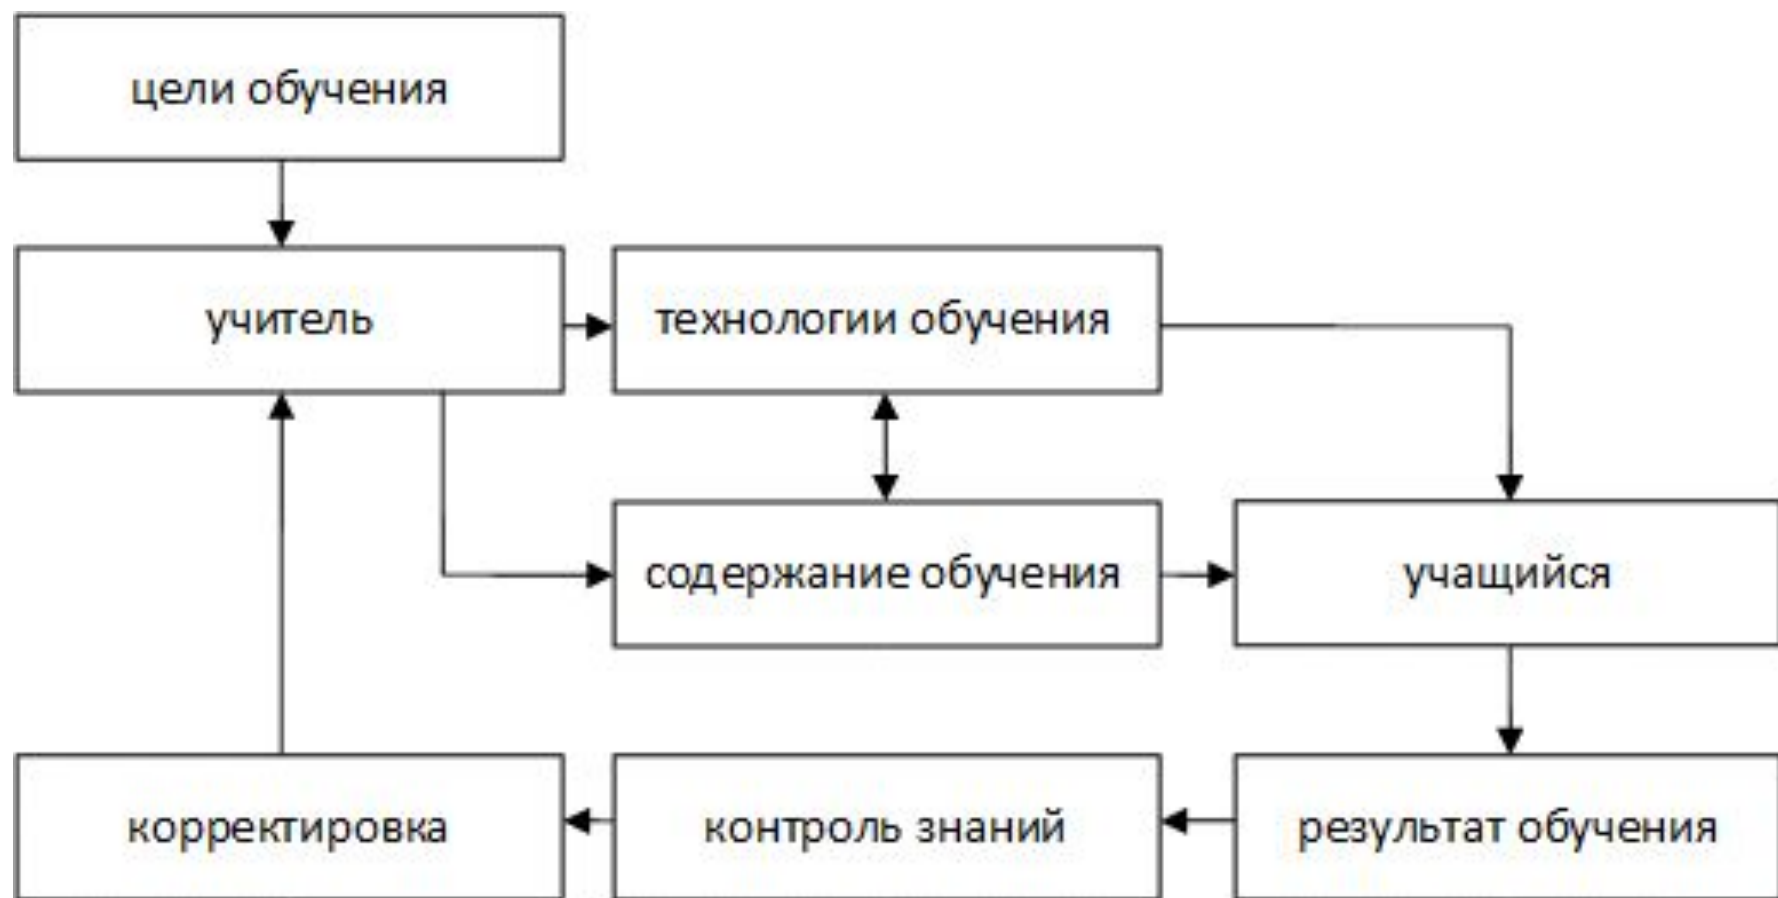 цели обучения
учитель
технологии обучения
содержание обучения
учащийся
корректировка
контроль знаний
результат обучения